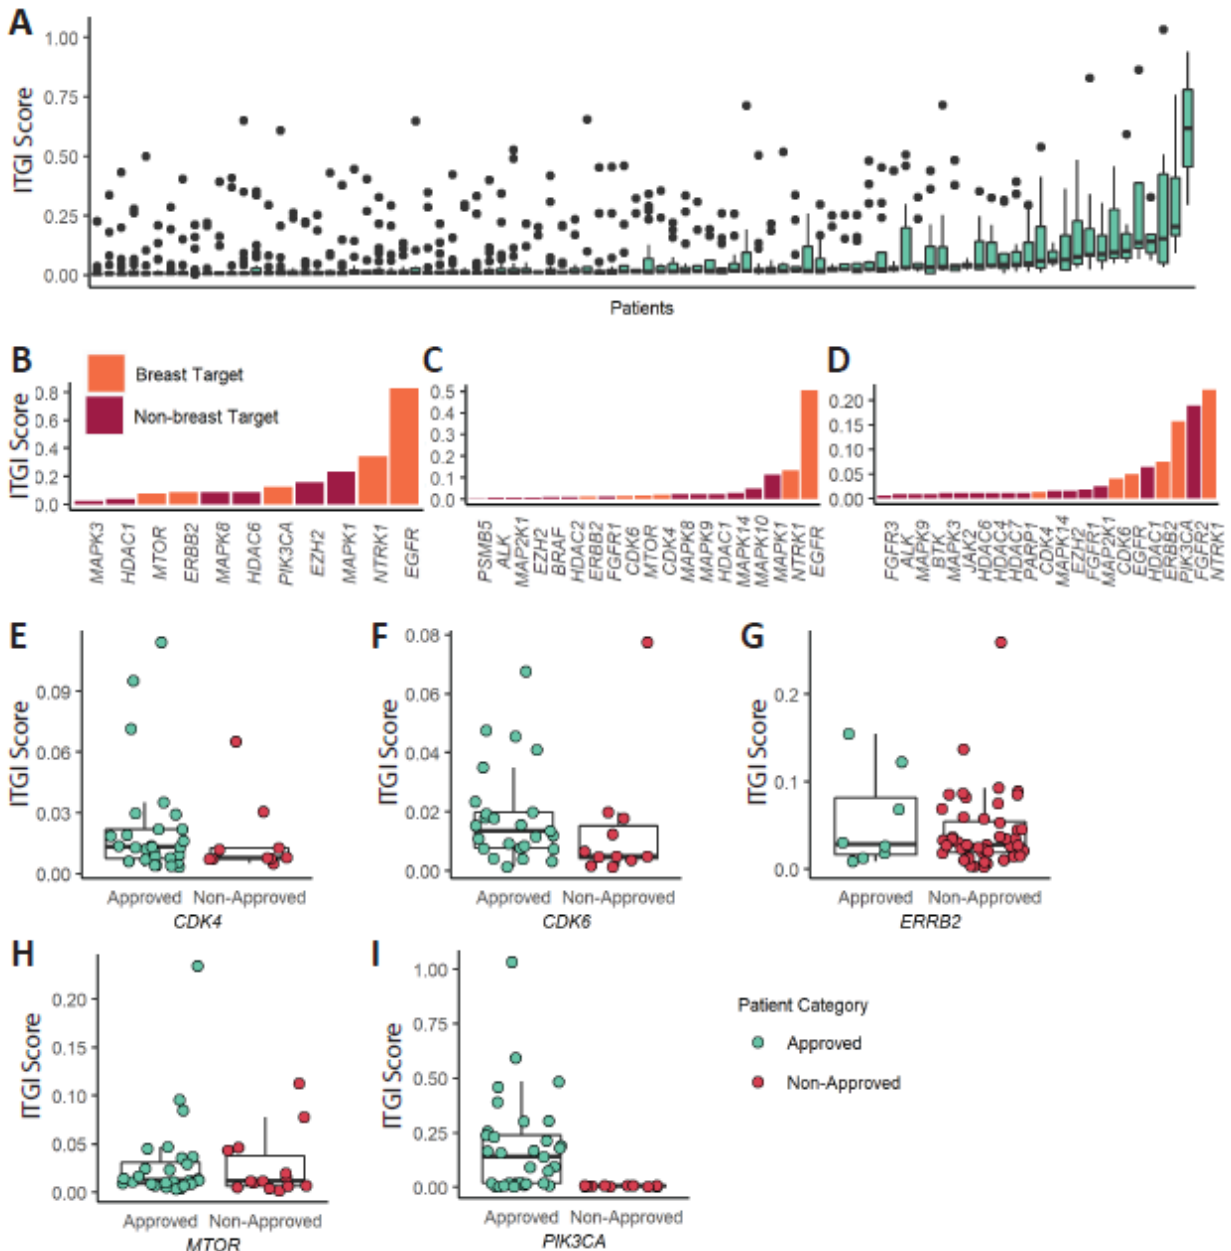 A
ITGI Score
1.00
0.75
0.50
0.25
0.00
Patients
B
Breast Target
Non-breast Target
ITGI Score
0.8
0.6
0.4
0.2
0.0
MAPK3
HDAC1
MTOR
ERBB2
MAPK8
HDAC6
PIK3CA
EZH2
MAPK1
NTRK1
EGFR
C
0.5
0.4
0.3
0.2
0.1
0.0
PSMB5
ALK
MAP2K1
EZH2
BRAF
HDAC2
ERBB2
FGFR1
CDK6
MTOR
CDK4
MAPK8
MAPK9
HDAC1
MAPK14
MAPK10
MAPK1
NTRK1
EGFR
D
0.20
0.15
0.10
0.05
0.00
FGFR3
ALK
MAPK9
BTK
MAPK3
JAK2
HDAC6
HDAC4
HDAC7
PARP1
CDK4
MAPK14
EZH2
FGFR1
MAP2K1
CDK6
EGFR
HDAC1
ERBB2
PIK3CA
FGFR2
NTRK1
E
ITGI Score
0.09
0.06
0.03
0.00
Approved Non-Approved
CDK4
F
ITGI Score
0.08
0.06
0.04
0.02
0.00
Approved Non-Approved
CDK6
G
ITGI Score
0.2
0.1
0.0
Approved Non-Approved
ERRB2
H
ITGI Score
0.20
0.15
0.10
0.05
0.00
Approved Non-Approved
MTOR
I
ITGI Score
1.00
0.75
0.50
0.25
0.00
Approved Non-Approved
PIK3CA
Patient Category
Approved
Non-Approved